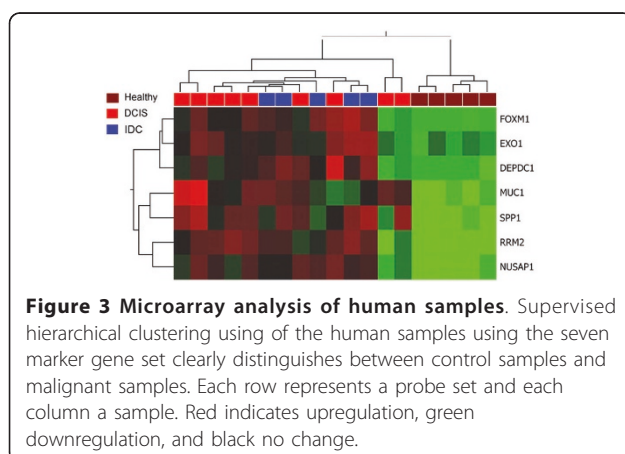 Healthy
DCIS
IDC
FOXM1
EXO1
DEPDC1
MUC1
SPP1
RRM2
NUSAP1
Figure 3 Microarray analysis of human samples. Supervised
hierarchical clustering using of the human samples using the seven
marker gene set clearly distinguishes between control samples and
malignant samples. Each row represents a probe set and each
column a sample. Red indicates upregulation, green
downregulation, and black no change.